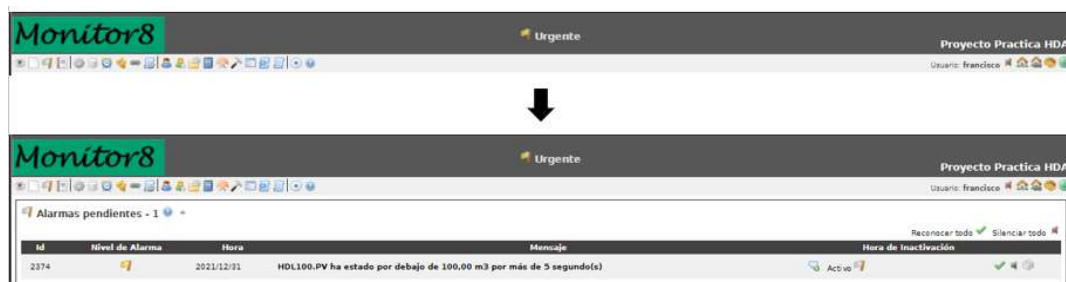 Monitor8
Urgente
Proyecto Practica HDA
Usuario: francisco
Monitor8
Urgente
Proyecto Practica HDA
Usuario: francisco
Alarmas pendientes - 1
Reconocer todo Silenciar todo
Id Nivel de Alarma Hora Mensaje Hora de Inactivación
2374 2021/12/31 HDL100.PV ha estado por debajo de 100,00 m3 por más de 5 segundo(s) Activo